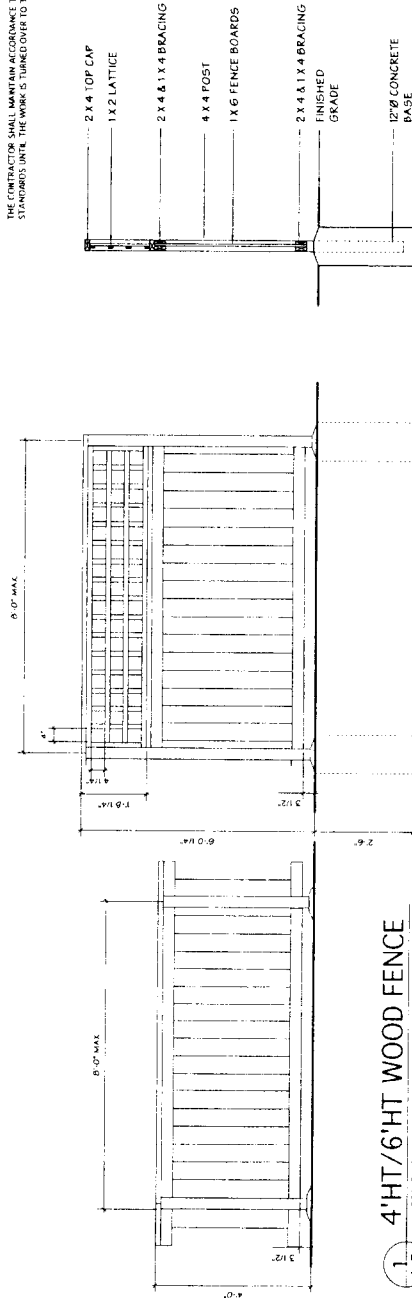 THE CONTRACTOR SHALL MAINTAIN ACCORDANCE
STANDARDS UNTIL THE WORK IS TURNED OVER TO
2 X 4 TOP CAP
1 X 2 LATTICE
2 X 4 & 1 X 4 BRACING
4 X 4 POST
1 X 6 FENCE BOARDS
2 X 4 & 1 X 4 BRACING
FINISHED
GRADE
12"Ø CONCRETE
BASE
8'-0" MAX
4"
4 1/4"
1'-8 1/4"
3 1/2"
6'-0 1/4"
2'-6"
8'-0" MAX
3 1/2"
4'-0"
1 4'HT/6'HT WOOD FENCE